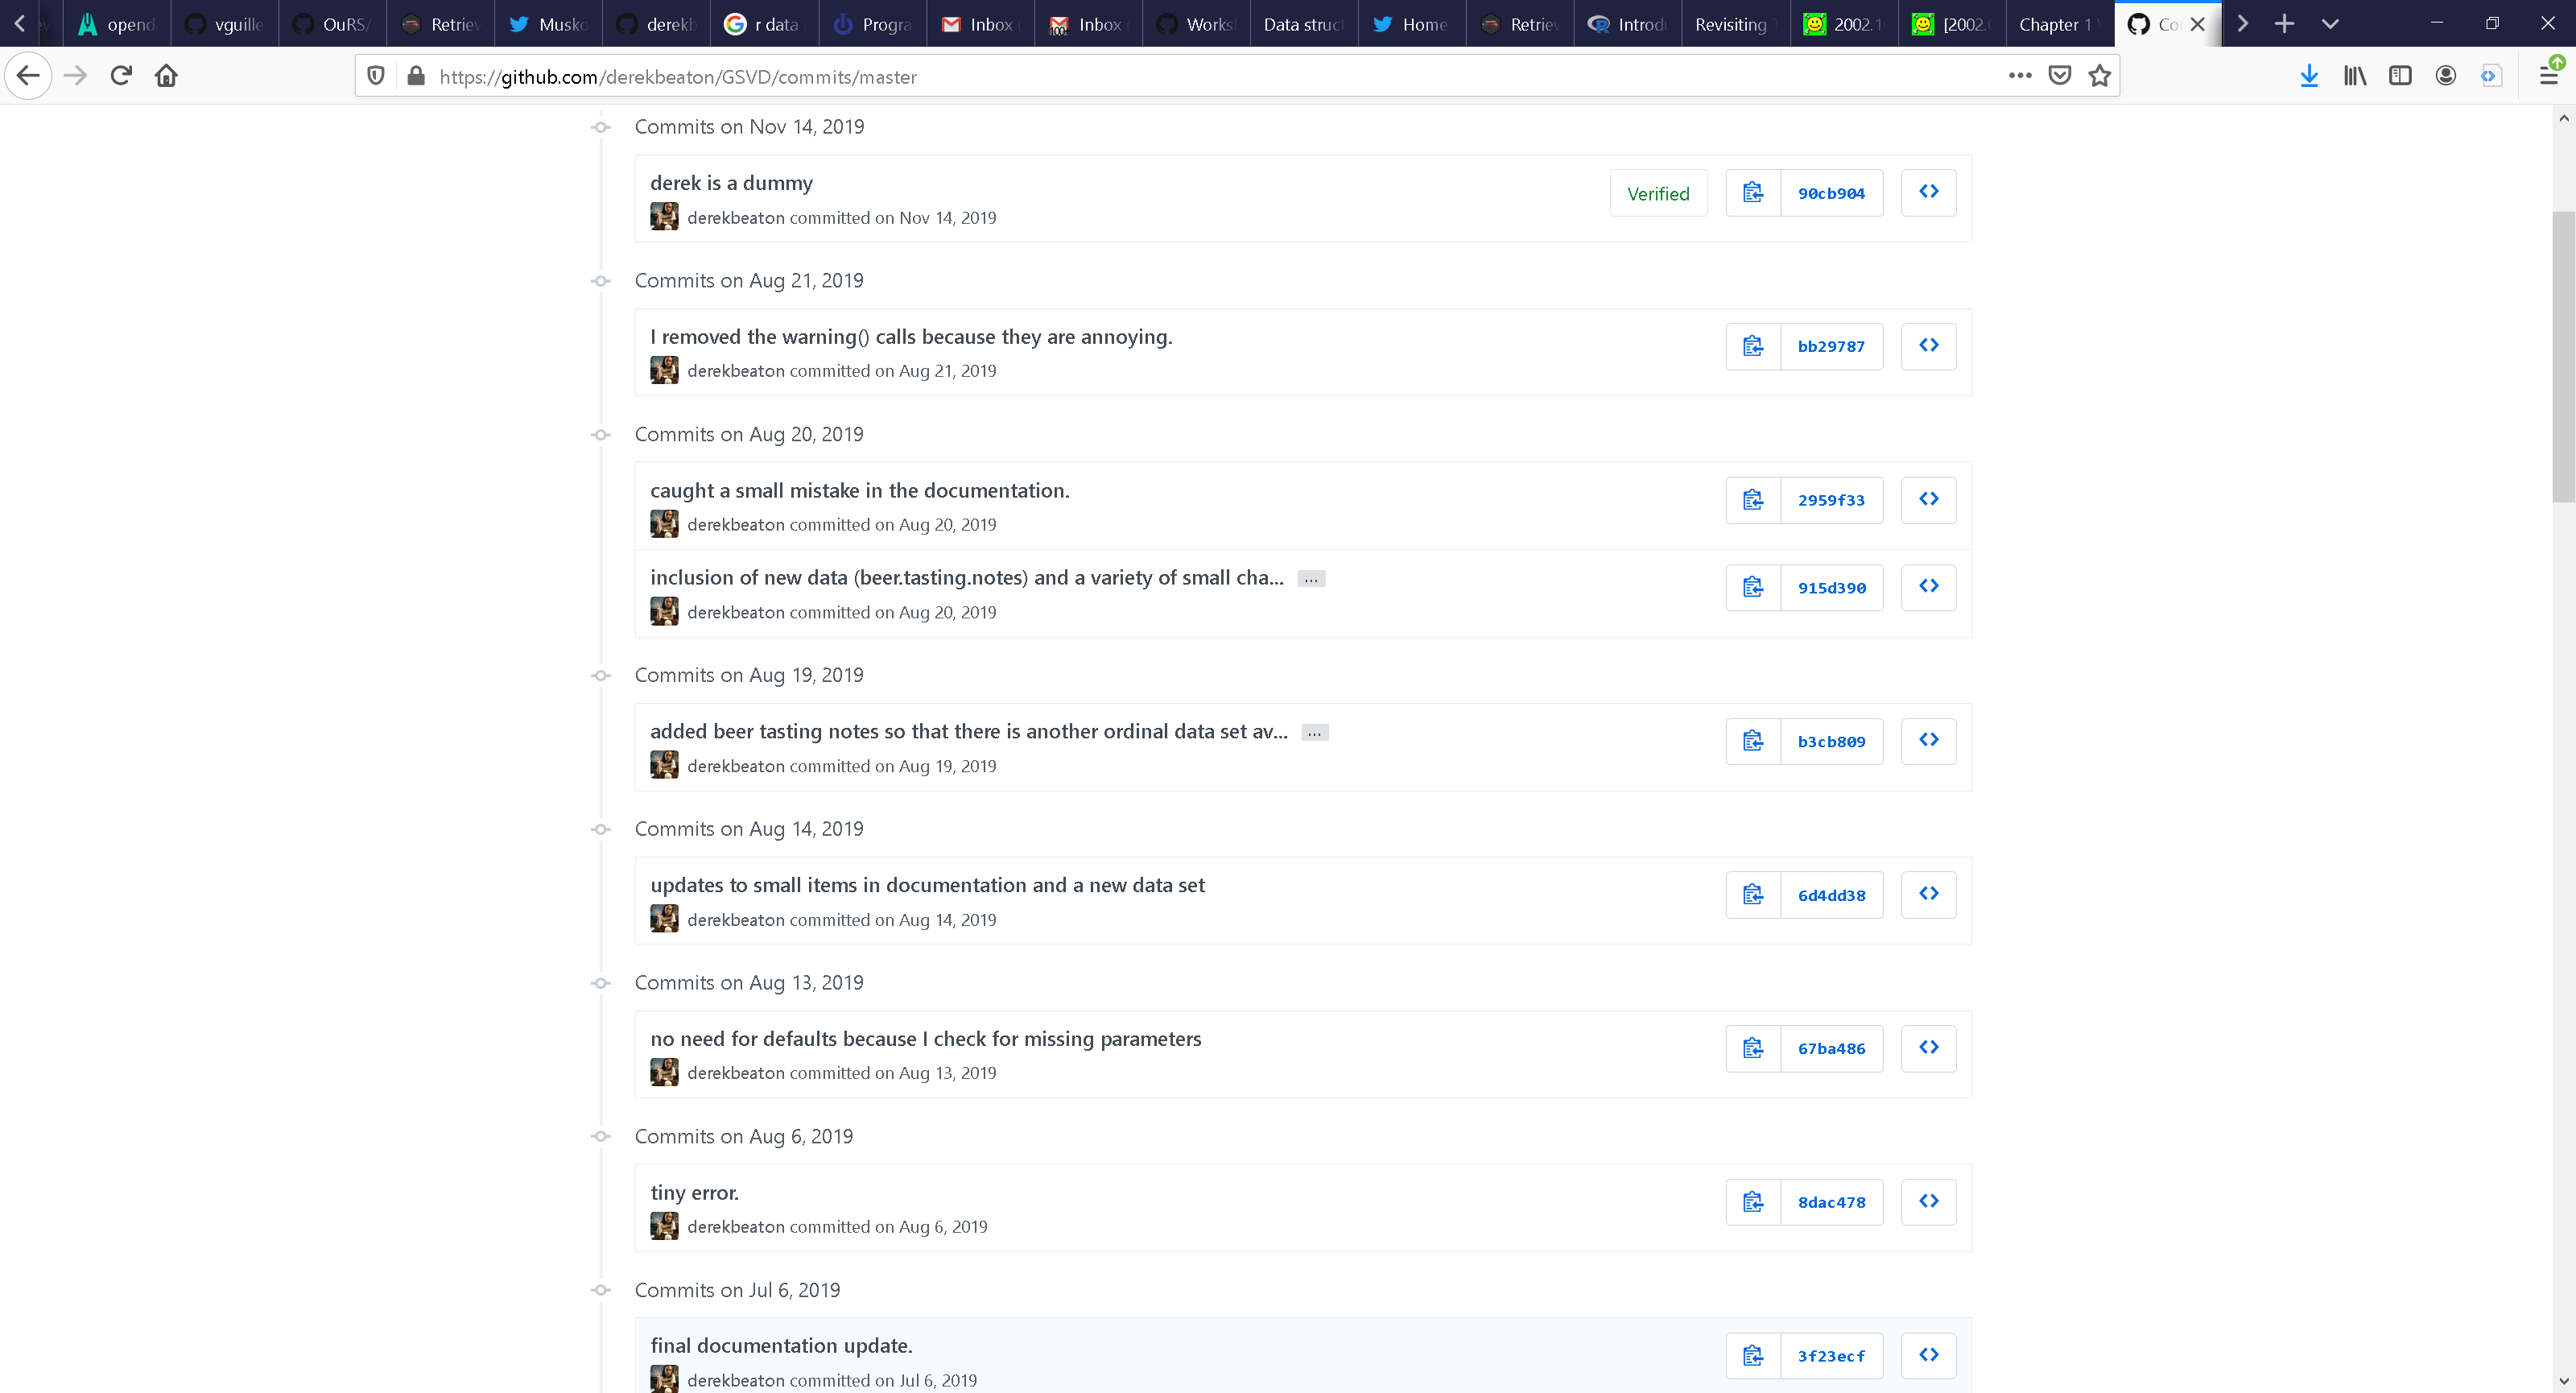 opend
vguille
OuRS/
Retriev
Musko
derekb
r data
Progra
Inbox (
Inbox (
Works
Data struct
Home
Retriev
Introdu
Revisiting
2002.1
[2002.
Chapter 1
Co
https://github.com/derekbeaton/GSVD/commits/master
Commits on Nov 14, 2019
derek is a dummy
derekbeaton committed on Nov 14, 2019
Verified
90cb904
Commits on Aug 21, 2019
I removed the warning() calls because they are annoying.
derekbeaton committed on Aug 21, 2019
bb29787
Commits on Aug 20, 2019
caught a small mistake in the documentation.
derekbeaton committed on Aug 20, 2019
2959f33
inclusion of new data (beer.tasting.notes) and a variety of small cha... ...
derekbeaton committed on Aug 20, 2019
915d390
Commits on Aug 19, 2019
added beer tasting notes so that there is another ordinal data set av... ...
derekbeaton committed on Aug 19, 2019
b3cb809
Commits on Aug 14, 2019
updates to small items in documentation and a new data set
derekbeaton committed on Aug 14, 2019
6d4dd38
Commits on Aug 13, 2019
no need for defaults because I check for missing parameters
derekbeaton committed on Aug 13, 2019
67ba486
Commits on Aug 6, 2019
tiny error.
derekbeaton committed on Aug 6, 2019
8dac478
Commits on Jul 6, 2019
final documentation update.
derekbeaton committed on Jul 6, 2019
3f23ecf